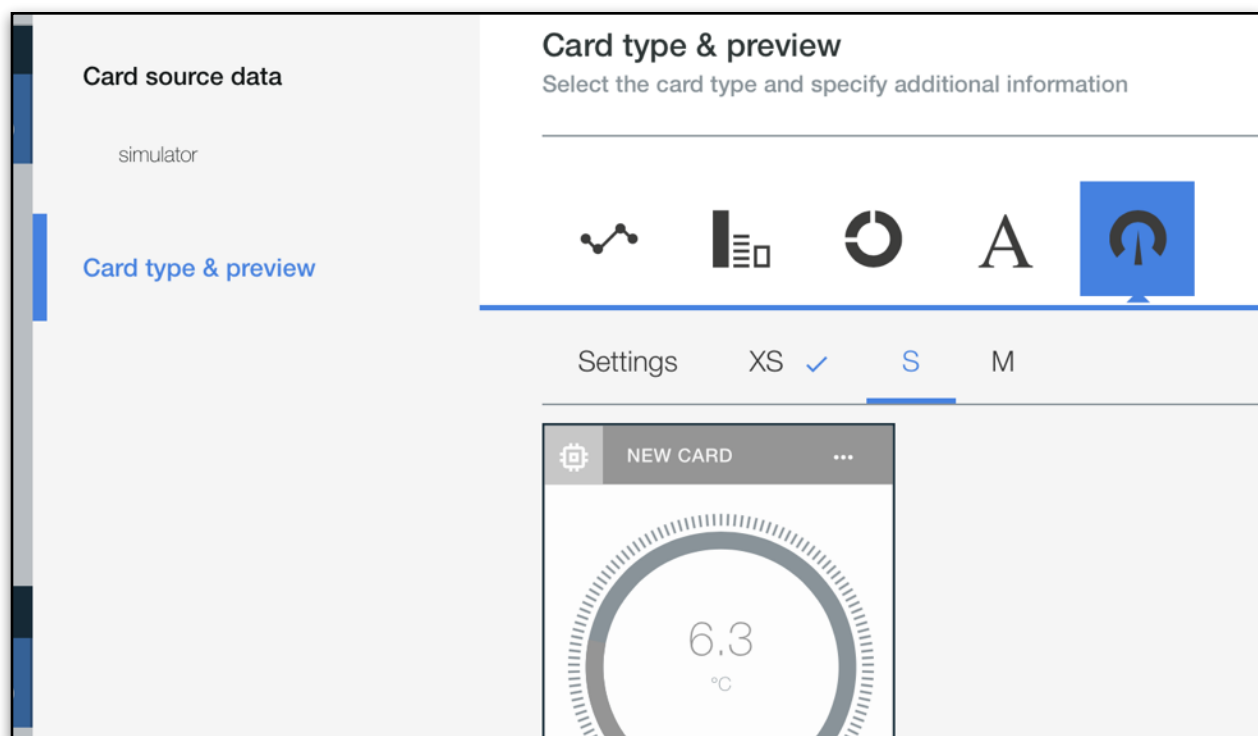 Card source data
simulator
Card type & preview
Card type & preview
Select the card type and specify additional information
A
Settings XS S M
NEW CARD
6.3
°C